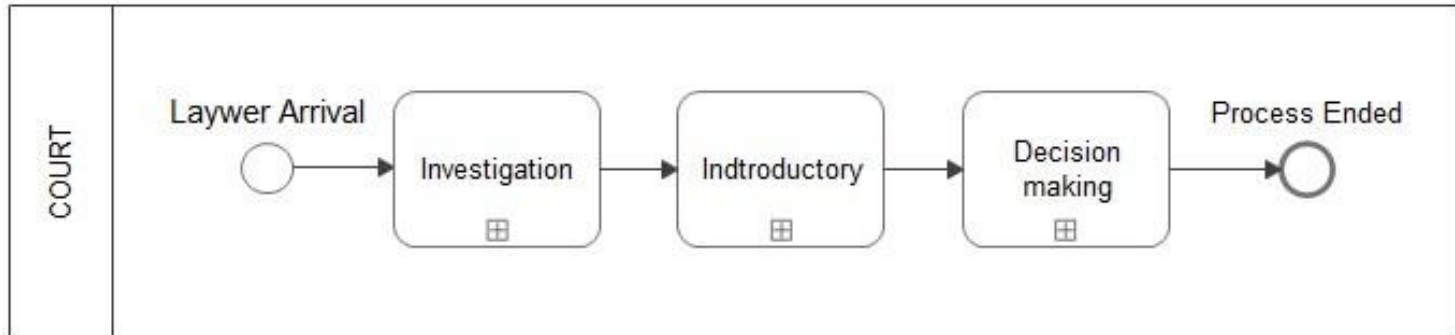 COURT
Laywer Arrival
Investigation
Indtroductory
Decision
making
Process Ended